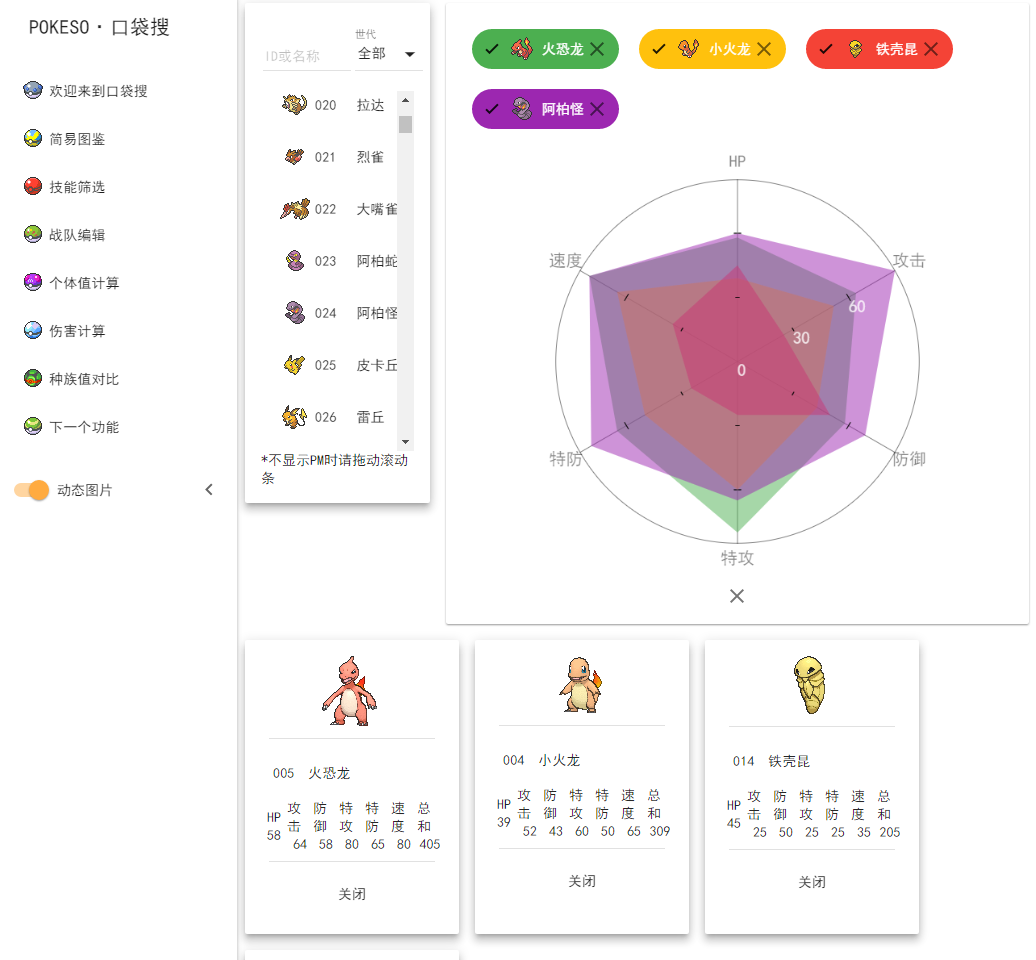 POKESO · 口袋搜
欢迎来到口袋搜
简易图鉴
技能筛选
战队编辑
个体值计算
伤害计算
种族值对比
下一个功能
动态图片
ID或名称
世代
全部
020 拉达
021 烈雀
022 大嘴雀
023 阿柏蛇
024 阿柏怪
025 皮卡丘
026 雷丘
*不显示PM时请拖动滚动
条
火恐龙
小火龙
铁壳昆
阿柏怪
HP
速度
攻击
60
30
0
特防
防御
特攻
005 火恐龙
HP 攻击 防御 特攻 特防 速度 总和
58 64 58 80 65 80 405
关闭
004 小火龙
HP 攻击 防御 特攻 特防 速度 总和
39 52 43 60 50 65 309
关闭
014 铁壳昆
HP 攻击 防御 特攻 特防 速度 总和
45 25 50 25 25 35 205
关闭